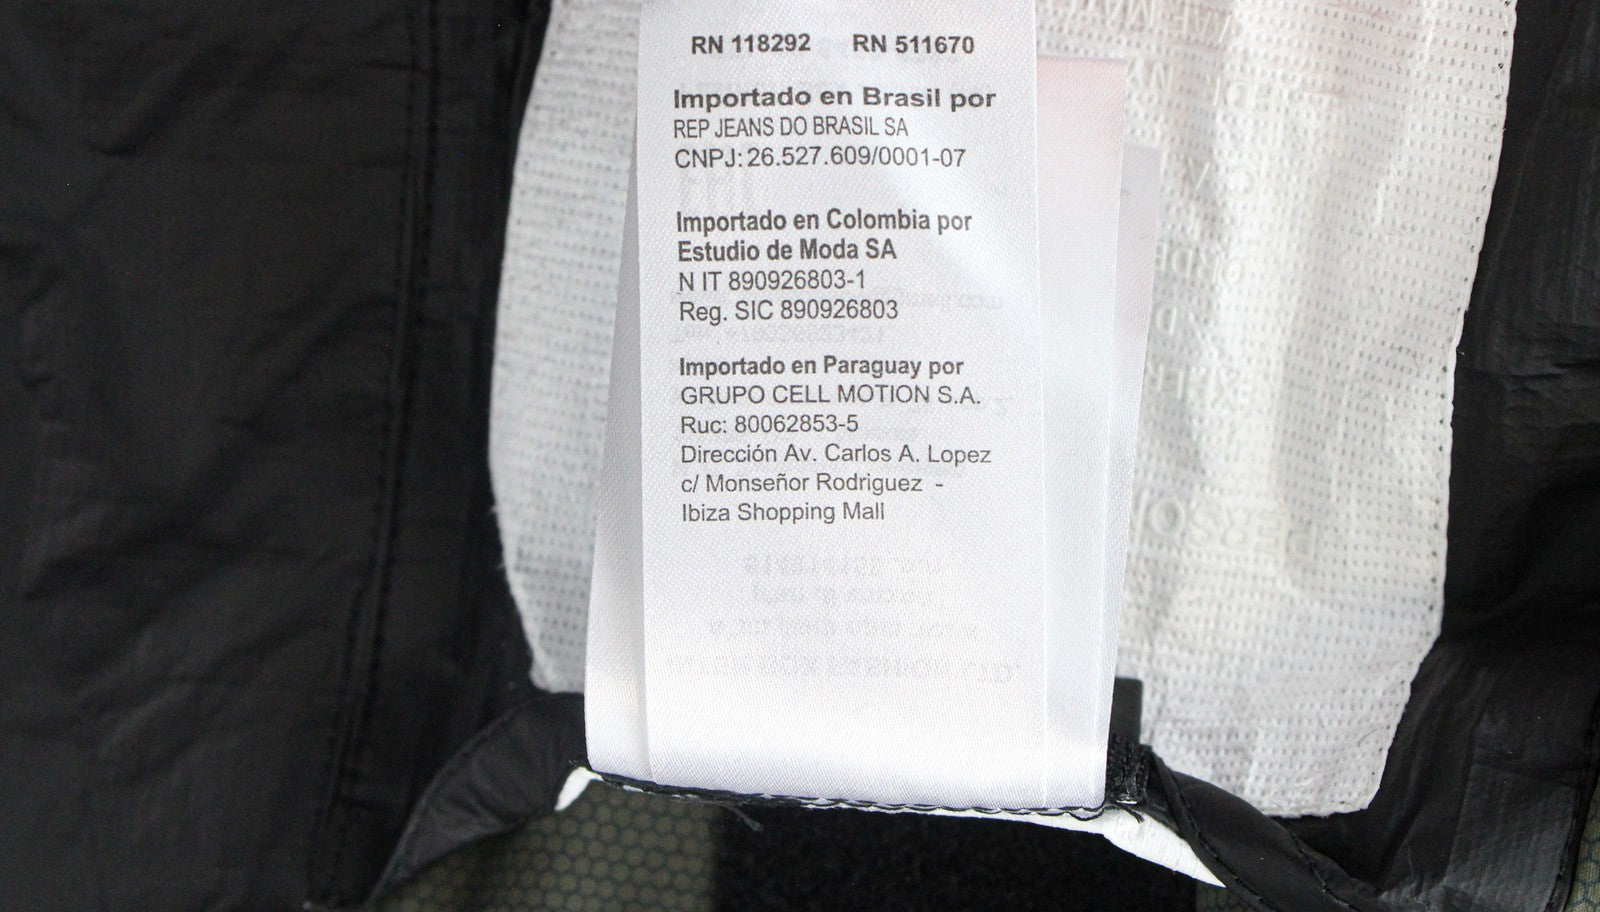 RN 118292 RN 511670
Importado en Brasil por
REP JEANS DO BRASIL SA
CNPJ: 26.527.609/0001-07
Importado en Colombia por
Estudio de Moda SA
N IT 890926803-1
Reg. SIC 890926803
Importado en Paraguay por
GRUPO CELL MOTION S.A.
Ruc: 80062853-5
Dirección Av. Carlos A. Lopez
c/ Monseñor Rodriguez -
Ibiza Shopping Mall